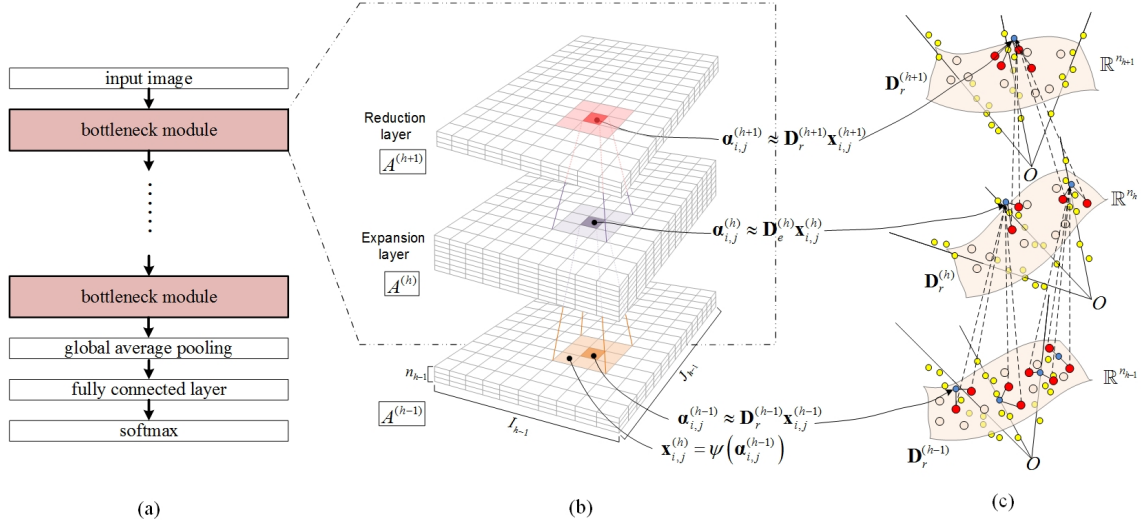 input image
bottleneck module
bottleneck module
global average pooling
fully connected layer
softmax
(a)
Reduction
layer
A^{(h+1)}
Expansion
layer
A^{(h)}
n_{h-1}
A^{(h-1)}
I_{h-1}
J_{h-1}
α_{i,j}^{(h+1)} ≈ D_r^{(h+1)} x_{i,j}^{(h+1)}
α_{i,j}^{(h)} ≈ D_e^{(h)} x_{i,j}^{(h)}
α_{i,j}^{(h-1)} ≈ D_r^{(h-1)} x_{i,j}^{(h-1)}
x_{i,j}^{(h)} = ψ(α_{i,j}^{(h-1)})
(b)
D_r^{(h+1)}
ℝ^{n_{h+1}}
O
ℝ^{n_h}
D_r^{(h)}
O
ℝ^{n_{h-1}}
D_r^{(h-1)}
O
(c)